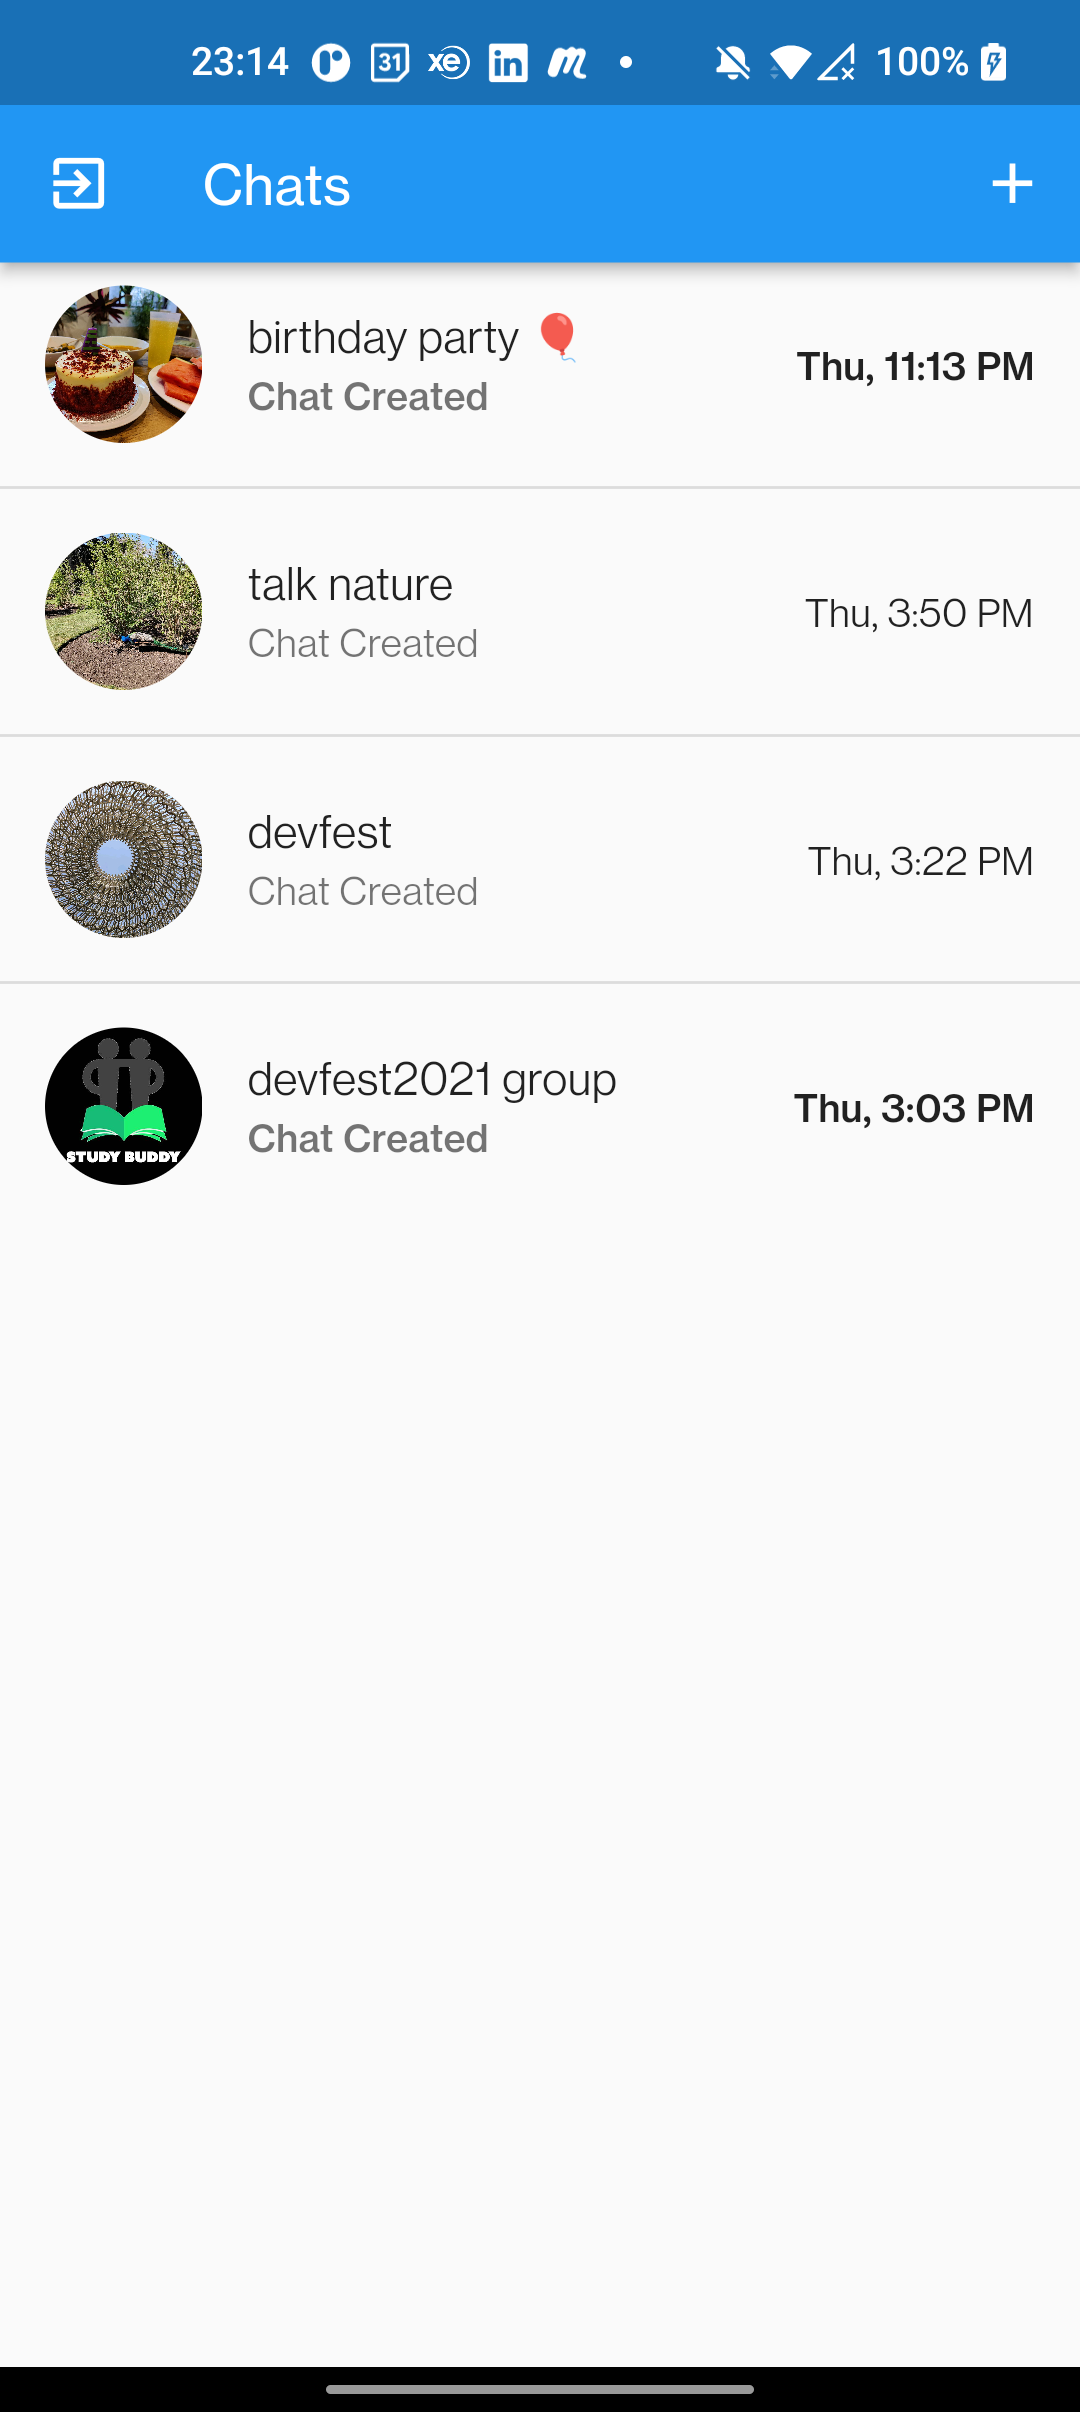 23:14 31 xe in m 100%
Chats
birthday party 🎈
Chat Created
Thu, 11:13 PM
talk nature
Chat Created
Thu, 3:50 PM
devfest
Chat Created
Thu, 3:22 PM
STUDY BUDDY
devfest2021 group
Chat Created
Thu, 3:03 PM